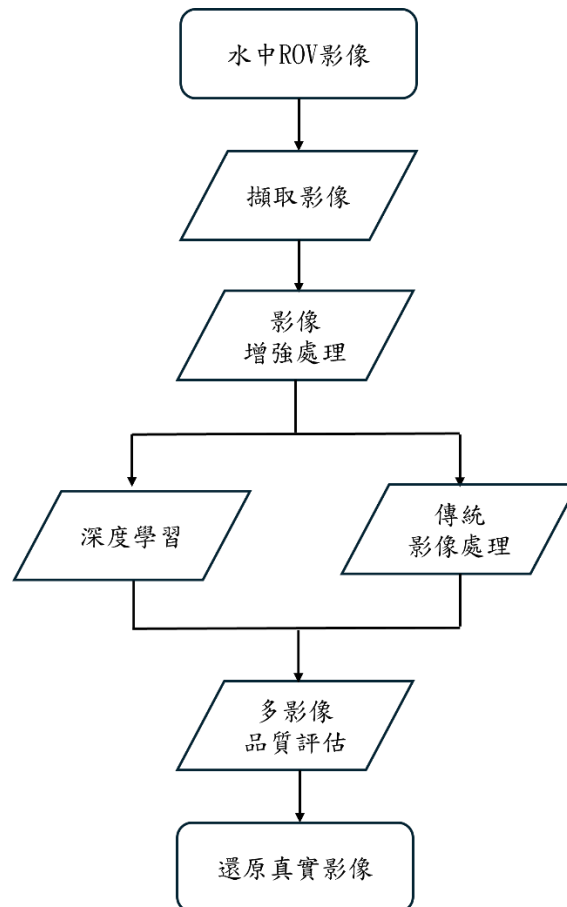 水中ROV影像
擷取影像
影像
增強處理
深度學習
傳統
影像處理
多影像
品質評估
還原真實影像